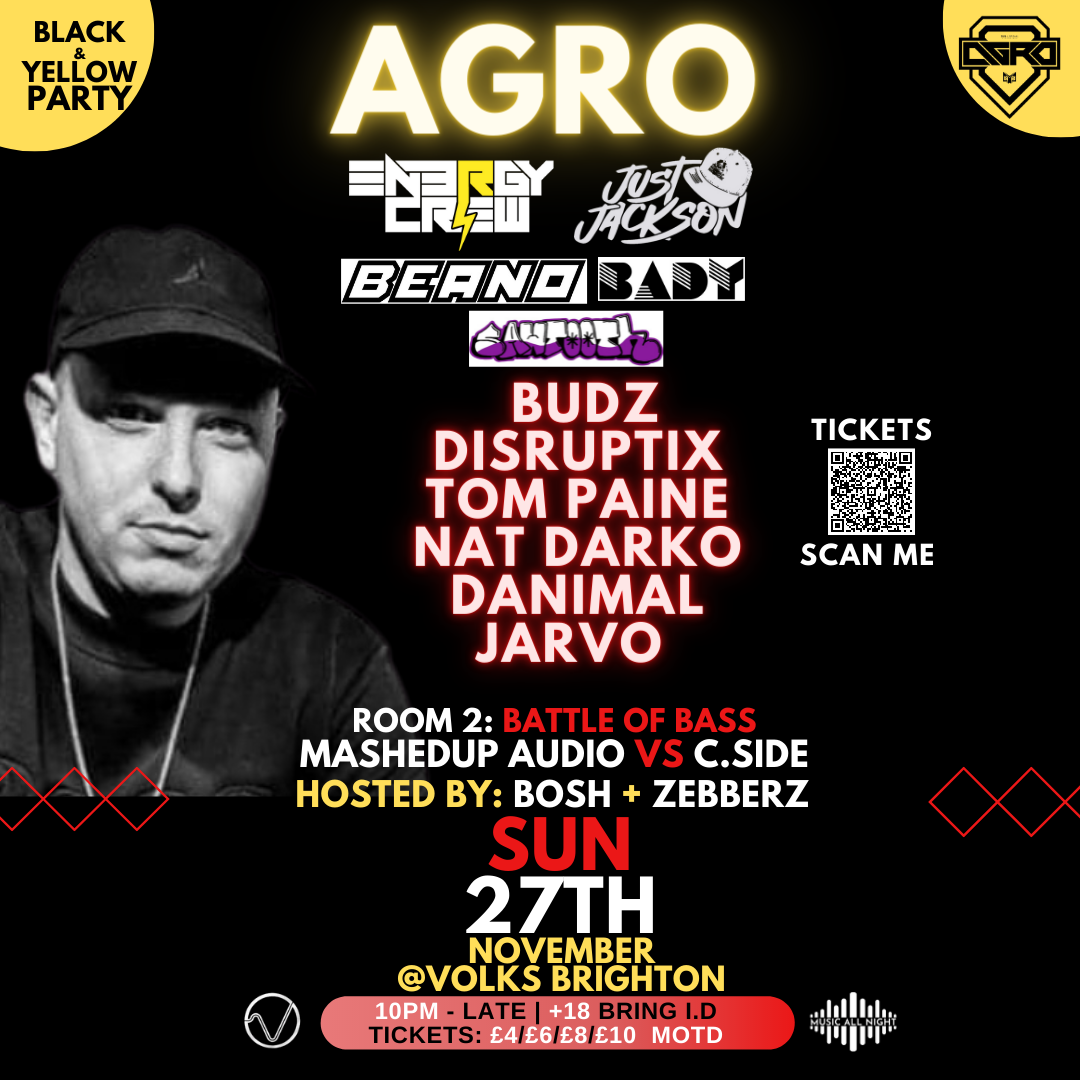 BLACK
&
YELLOW
PARTY
AGRO
AGRO
ENERGY
CREW
JUST
JACKSON
BEANO
BADY
SAWTOOTH
BUDZ
DISRUPTIX
TOM PAINE
NAT DARKO
DANIMAL
JARVO
TICKETS
SCAN ME
ROOM 2: BATTLE OF BASS
MASHEDUP AUDIO VS C.SIDE
HOSTED BY: BOSH + ZEBBERZ
SUN
27TH
NOVEMBER
@VOLKS BRIGHTON
10PM - LATE | +18 BRING I.D
TICKETS: £4/£6/£8/£10 MOTD
MUSIC ALL NIGHT